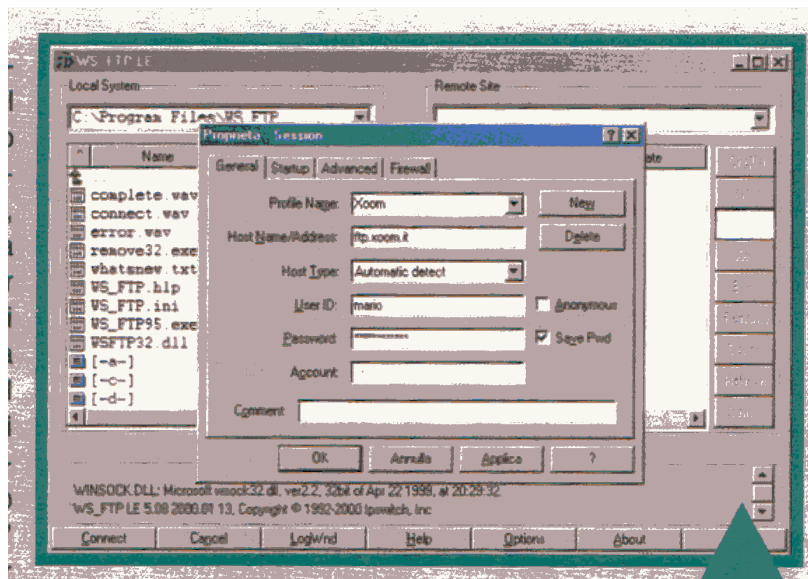 WS_FTP LE
Local System
Remote Site
C:\Program Files\WS_FTP
Proprietà Session
Name
General Startup Advanced Firewall
complete.wav
connect.wav
error.wav
remove32.exe
whatsnew.txt
WS_FTP.hlp
WS_FTP.ini
WS_FTP95.exe
WSFTP32.dll
[-a-]
[-c-]
[-d-]
Profile Name: Xoom
New
Host Name/Address: ftp.xoom.it
Delete
Host Type: Automatic detect
User ID: mario
Anonymous
Password:
Save Pwd
Account:
Comment:
OK Annulla Applica ?
WINSOCK.DLL: Microsoft wsock32.dll, ver2.2, 32bit of Apr 22 1999, at 20:29:32.
WS_FTP LE 5.08 2000.01.13, Copyright © 1992-2000 Ipswitch, Inc.
Connect Cancel LogWnd Help Options About